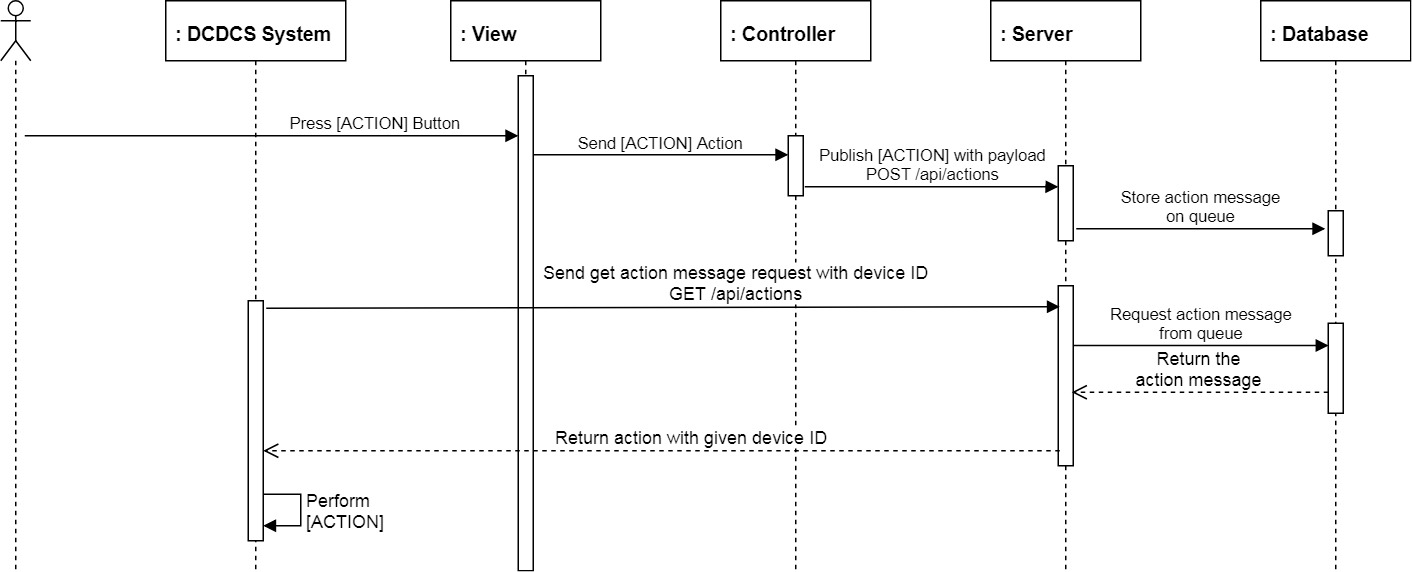 : DCDCS System
: View
: Controller
: Server
: Database
Press [ACTION] Button
Send [ACTION] Action
Publish [ACTION] with payload
POST /api/actions
Store action message
on queue
Send get action message request with device ID
GET /api/actions
Request action message
from queue
Return the
action message
Return action with given device ID
Perform
[ACTION]